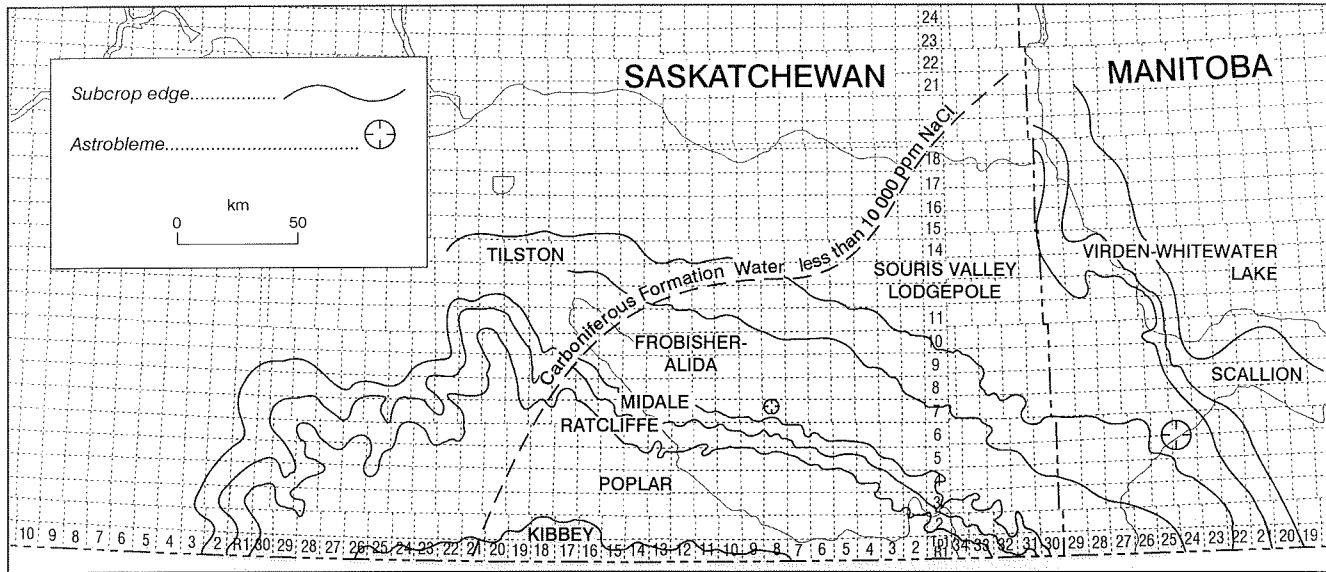 SASKATCHEWAN
MANITOBA
Subcrop edge
Astrobleme
km
0 50
24
23
22
21
18
17
16
15
14
11
10
9
8
7
6
5
Carboniferous Formation Water less than 10 000 ppm NaCl
TILSTON
SOURIS VALLEY
LODGEPOLE
VIRDEN-WHITEWATER
LAKE
FROBISHER-
ALIDA
SCALLION
MIDALE
RATCLIFFE
POPLAR
KIBBEY
10 9 8 7 6 5 4 3 2 R1 30 29 28 27 26 25 24 23 22 21 20 19 18 17 16 15 14 13 12 11 10 9 8 7 6 5 4 3 2 34 33 32 31 30 29 28 27 26 25 24 23 22 21 20 19